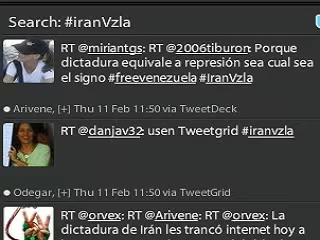 Search: #iranVzla
RT @miriantgs: RT @2006tiburon: Porque
dictadura equivale a represión sea cual sea
el signo #freevenezuela #IranVzla
Arivene, [+] Thu 11 Feb 11:50 via TweetDeck
RT @danjav32: usen Tweetgrid #iranvzla
Odegar, [+] Thu 11 Feb 11:50 via TweetGrid
RT @orvex: RT @Arivene: RT @orvex: La
dictadura de Irán les trancó internet hoy a